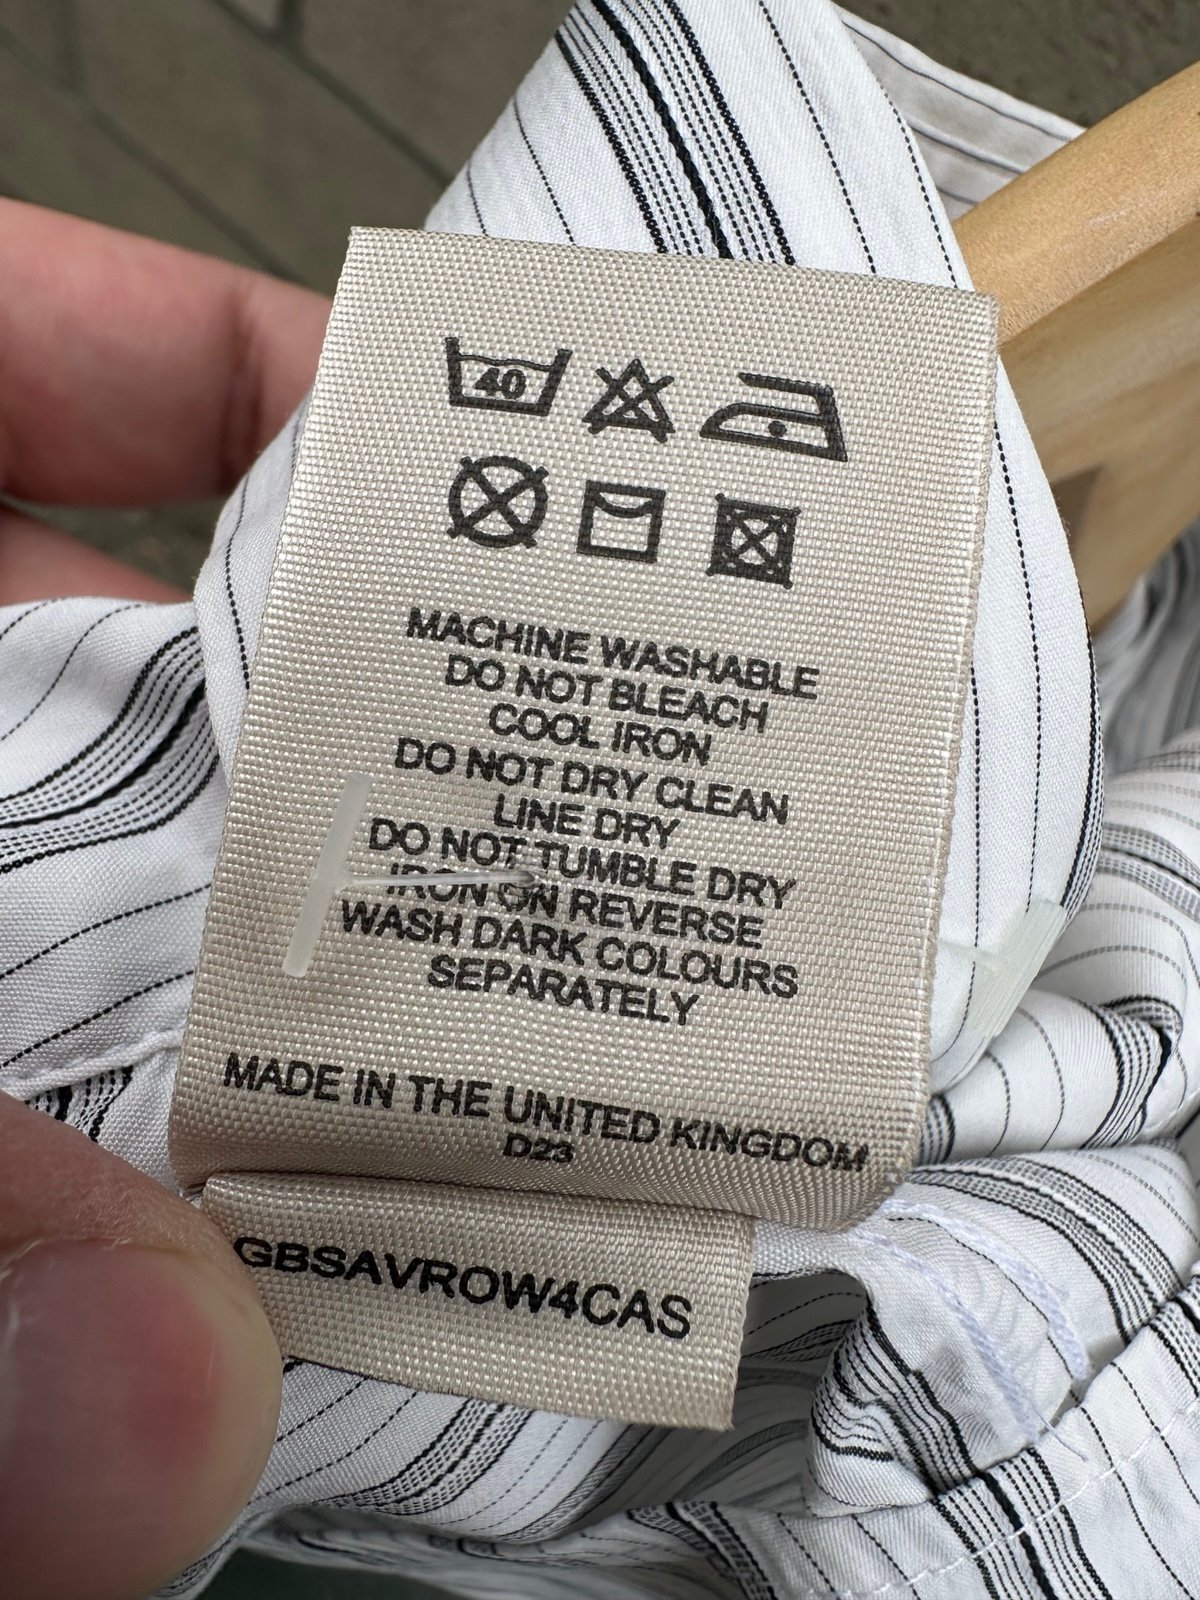 40
MACHINE WASHABLE
DO NOT BLEACH
COOL IRON
DO NOT DRY CLEAN
LINE DRY
DO NOT TUMBLE DRY
IRON ON REVERSE
WASH DARK COLOURS
SEPARATELY
MADE IN THE UNITED KINGDOM
D23
GBSAVROW4CAS